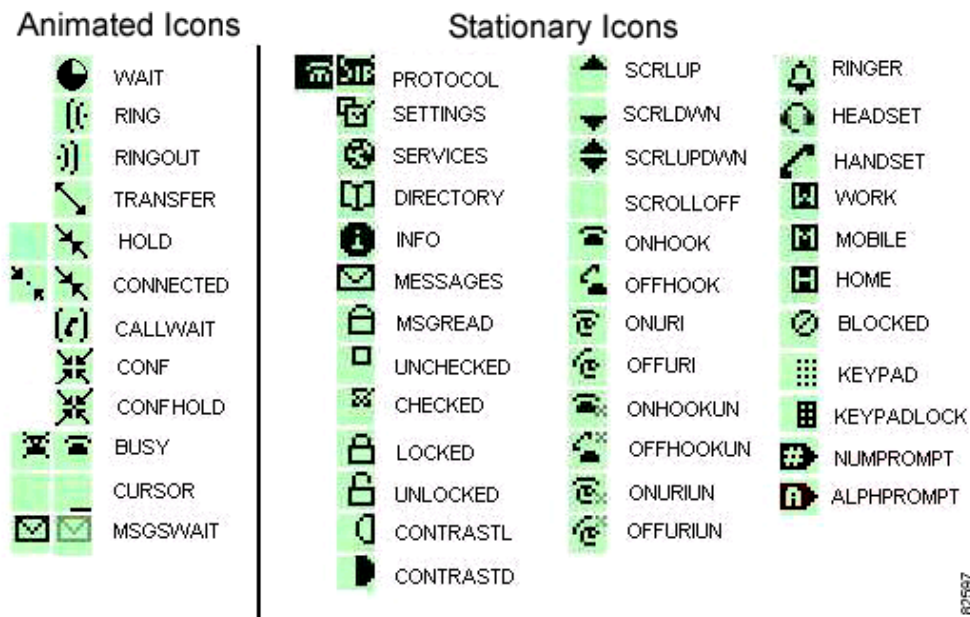 Animated Icons
WAIT
RING
RINGOUT
TRANSFER
HOLD
CONNECTED
CALLWAIT
CONF
CONFHOLD
BUSY
CURSOR
MSGSWAIT
Stationary Icons
PROTOCOL
SETTINGS
SERVICES
DIRECTORY
INFO
MESSAGES
MSGREAD
UNCHECKED
CHECKED
LOCKED
UNLOCKED
CONTRASTL
CONTRASTD
SCRLUP
SCRLDWN
SCRLUPDWN
SCROLLOFF
ONHOOK
OFFHOOK
ONURI
OFFURI
ONHOOKUN
OFFHOOKUN
ONURIUN
OFFURIUN
RINGER
HEADSET
HANDSET
WORK
MOBILE
HOME
BLOCKED
KEYPAD
KEYPADLOCK
NUMPROMPT
ALPHPROMPT
82597